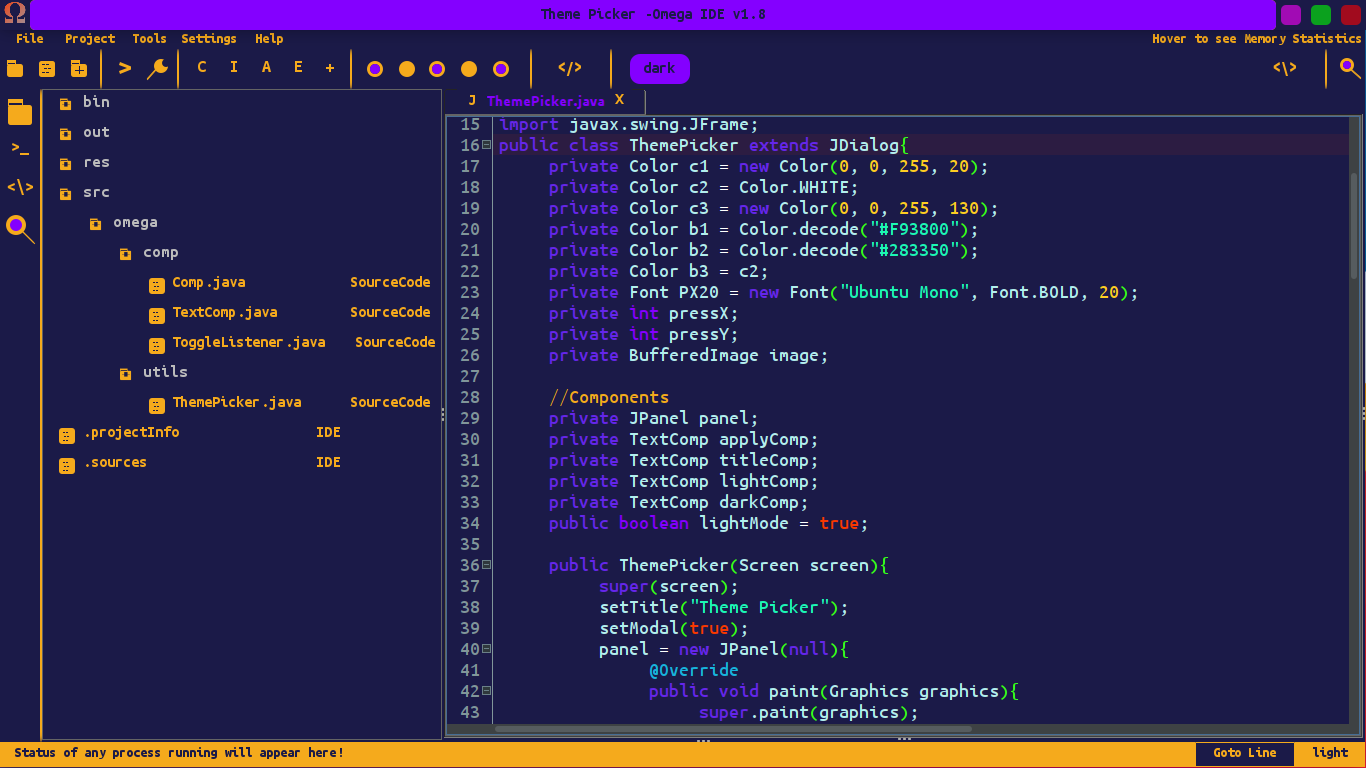 Theme Picker -Omega IDE v1.8
File Project Tools Settings Help Hover to see Memory Statistics
> C I A E + </> dark <\>
J ThemePicker.java X
bin
out
res
src
omega
comp
Comp.java SourceCode
TextComp.java SourceCode
ToggleListener.java SourceCode
utils
ThemePicker.java SourceCode
.projectInfo IDE
.sources IDE
>_
<\>
15 import javax.swing.JFrame;
16 public class ThemePicker extends JDialog{
17 private Color c1 = new Color(0, 0, 255, 20);
18 private Color c2 = Color.WHITE;
19 private Color c3 = new Color(0, 0, 255, 130);
20 private Color b1 = Color.decode("#F93800");
21 private Color b2 = Color.decode("#283350");
22 private Color b3 = c2;
23 private Font PX20 = new Font("Ubuntu Mono", Font.BOLD, 20);
24 private int pressX;
25 private int pressY;
26 private BufferedImage image;
27
28 //Components
29 private JPanel panel;
30 private TextComp applyComp;
31 private TextComp titleComp;
32 private TextComp lightComp;
33 private TextComp darkComp;
34 public boolean lightMode = true;
35
36 public ThemePicker(Screen screen){
37 super(screen);
38 setTitle("Theme Picker");
39 setModal(true);
40 panel = new JPanel(null){
41 @Override
42 public void paint(Graphics graphics){
43 super.paint(graphics);
Status of any process running will appear here! Goto Line light